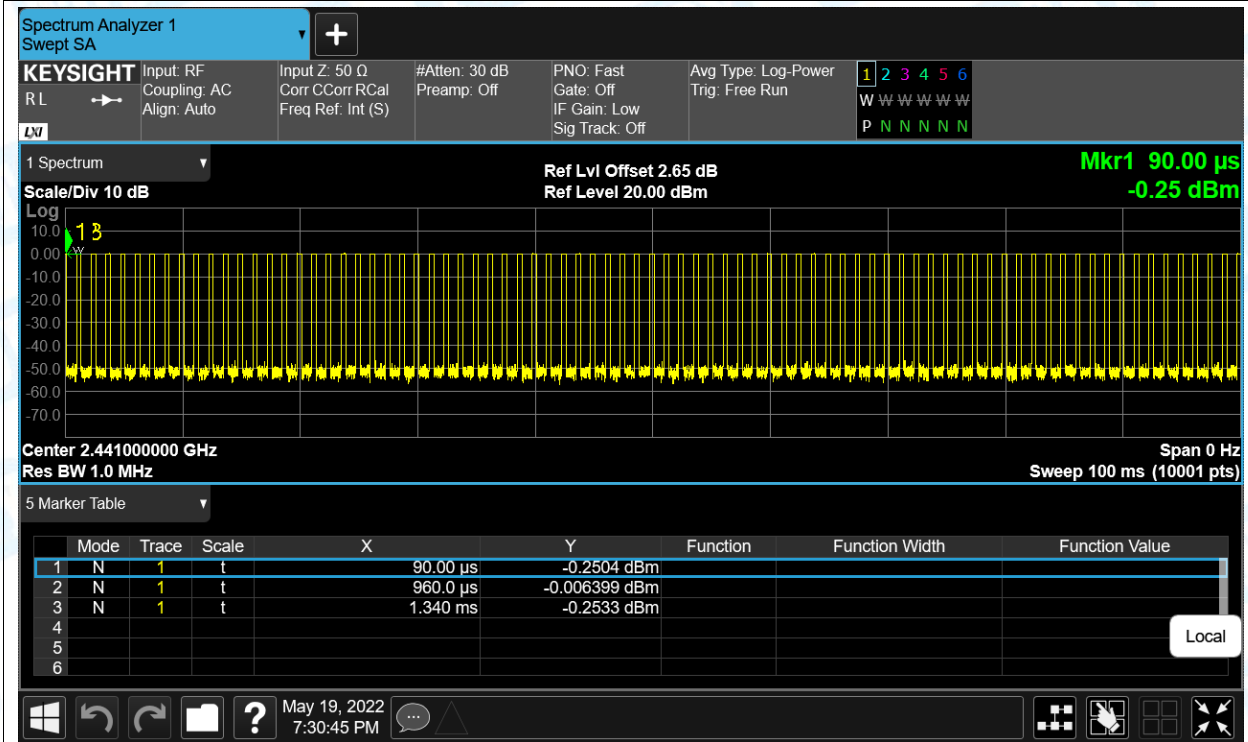 Spectrum Analyzer 1
Swept SA
KEYSIGHT
R L
LXI
Input: RF
Coupling: AC
Align: Auto
Input Z: 50 Ω
Corr CCorr RCal
Freq Ref: Int (S)
#Atten: 30 dB
Preamp: Off
PNO: Fast
Gate: Off
IF Gain: Low
Sig Track: Off
Avg Type: Log-Power
Trig: Free Run
1 2 3 4 5 6
W W W W W W
P N N N N N
1 Spectrum
Scale/Div 10 dB
Ref Lvl Offset 2.65 dB
Ref Level 20.00 dBm
Mkr1 90.00 µs
-0.25 dBm
Log
10.0
0.00
-10.0
-20.0
-30.0
-40.0
-50.0
-60.0
-70.0
1 3
Center 2.441000000 GHz
Res BW 1.0 MHz
Span 0 Hz
Sweep 100 ms (10001 pts)
5 Marker Table
Mode Trace Scale X Y Function Function Width Function Value
1 N 1 t 90.00 µs -0.2504 dBm
2 N 1 t 960.0 µs -0.006399 dBm
3 N 1 t 1.340 ms -0.2533 dBm
4
5
6
Local
?
May 19, 2022
7:30:45 PM